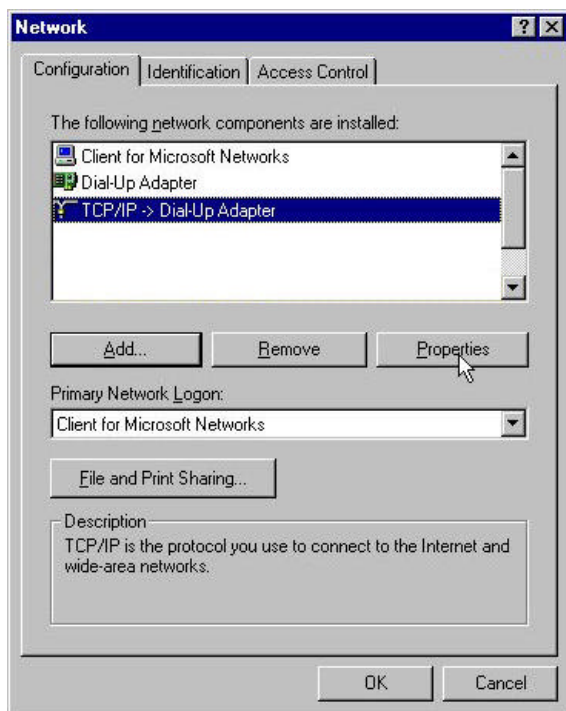 Network
Configuration Identification Access Control
The following network components are installed:
Client for Microsoft Networks
Dial-Up Adapter
TCP/IP -> Dial-Up Adapter
Add... Remove Properties
Primary Network Logon:
Client for Microsoft Networks
File and Print Sharing...
Description
TCP/IP is the protocol you use to connect to the Internet and
wide-area networks.
OK Cancel